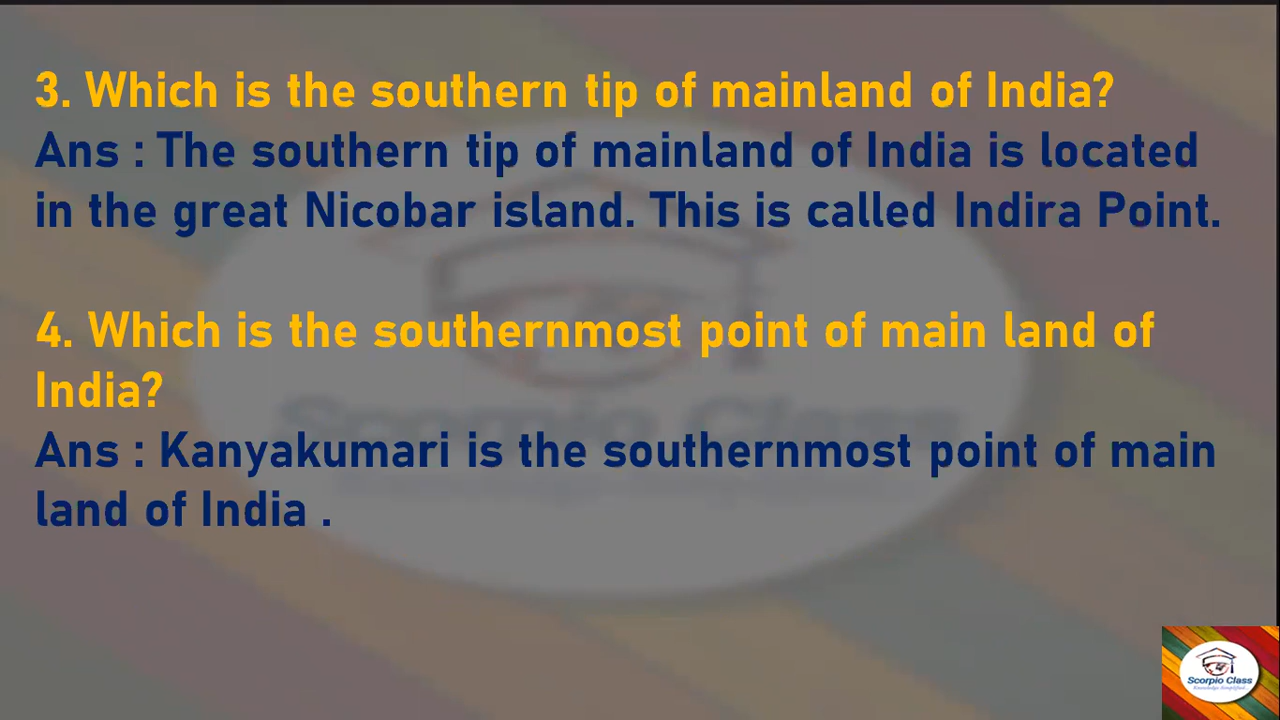 3. Which is the southern tip of mainland of India?
Ans : The southern tip of mainland of India is located
in the great Nicobar island. This is called Indira Point.
4. Which is the southernmost point of main land of
India?
Ans : Kanyakumari is the southernmost point of main
land of India .
Scorpio Class
Scorpio Class
Knowledge Simplified